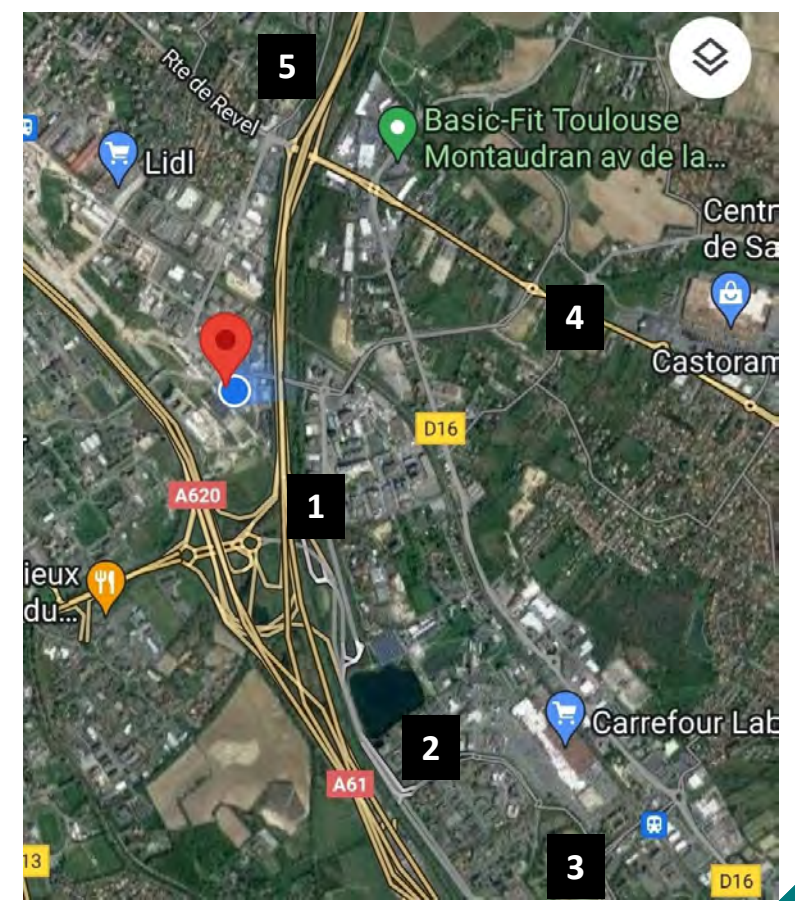 5
Rte de Revel
Basic-Fit Toulouse
Montaudran av de la...
Lidl
Centr
de Sa
4
Castoram
D16
A620
1
ieux
du...
Carrefour Lab
2
A61
13
3
D16